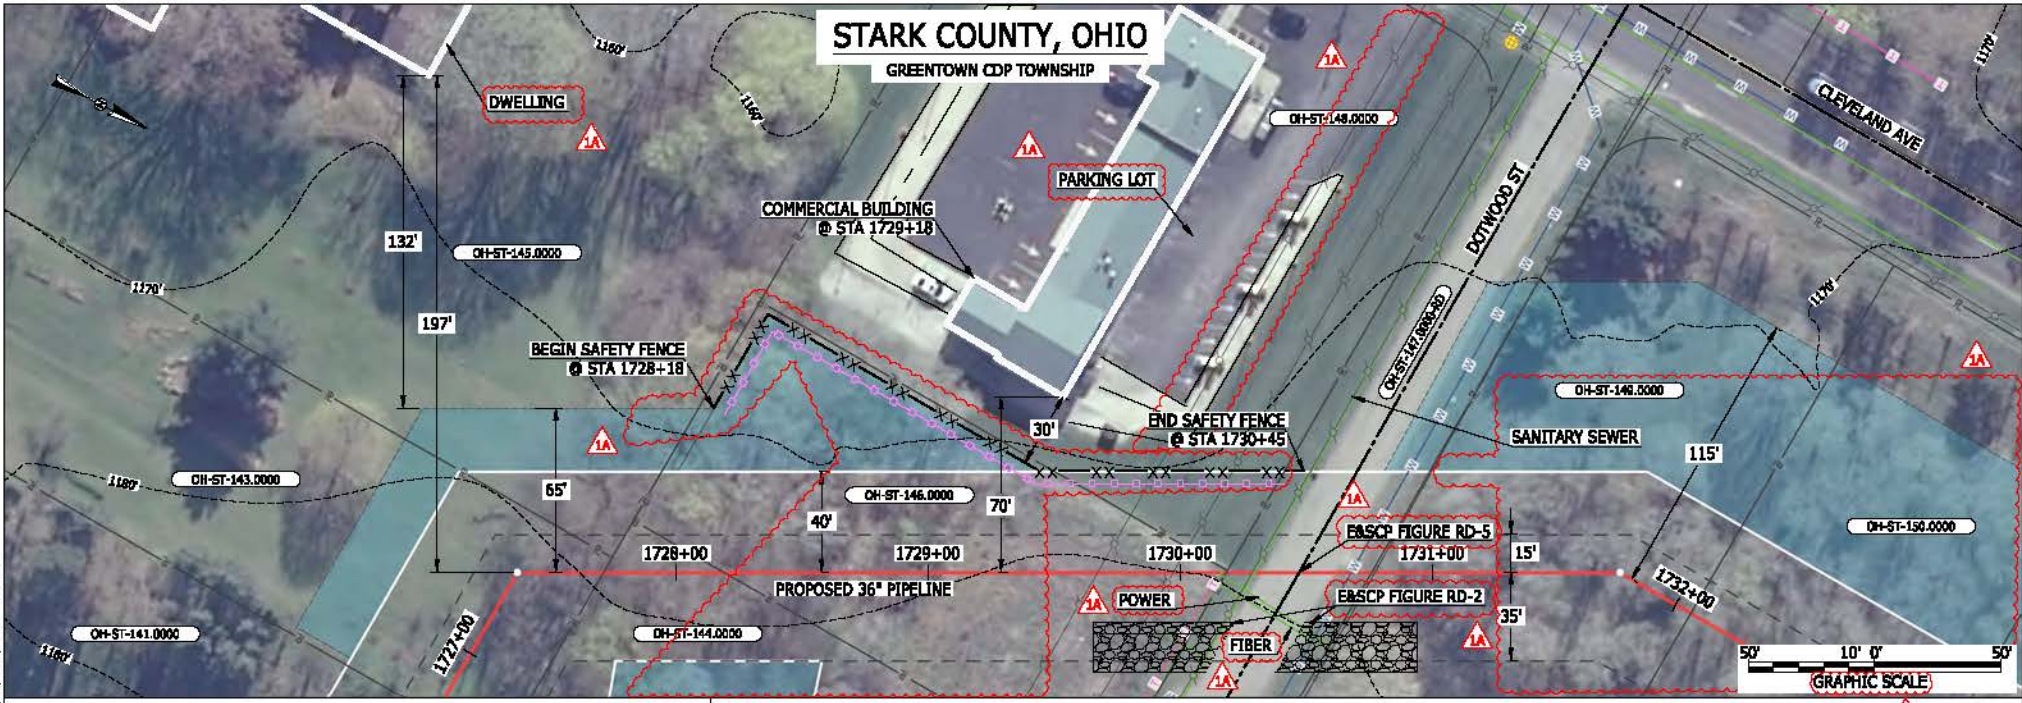 STARK COUNTY, OHIO
GREENTOWN CDP TOWNSHIP
1160'
1160'
1170'
DWELLING
1A
1A
1A
OH-ST-148.0000
CLEVELAND AVE
PARKING LOT
DOTWOOD ST
COMMERCIAL BUILDING
@ STA 1729+18
132'
OH-ST-145.0000
1170'
1170'
197'
OH-ST-147.0000-RD
BEGIN SAFETY FENCE
@ STA 1728+18
1A
OH-ST-149.0000
30'
END SAFETY FENCE
@ STA 1730+45
SANITARY SEWER
1A
115'
OH-ST-143.0000
1180'
65'
OH-ST-146.0000
40'
70'
1A
E&SCP FIGURE RD-5
OH-ST-150.0000
1728+00
1729+00
1730+00
1731+00
15'
PROPOSED 36" PIPELINE
1A
POWER
E&SCP FIGURE RD-2
1732+00
35'
OH-ST-141.0000
1727+00
OH-ST-144.0000
FIBER
1A
1A
1180'
50'
10'
0'
50'
GRAPHIC SCALE